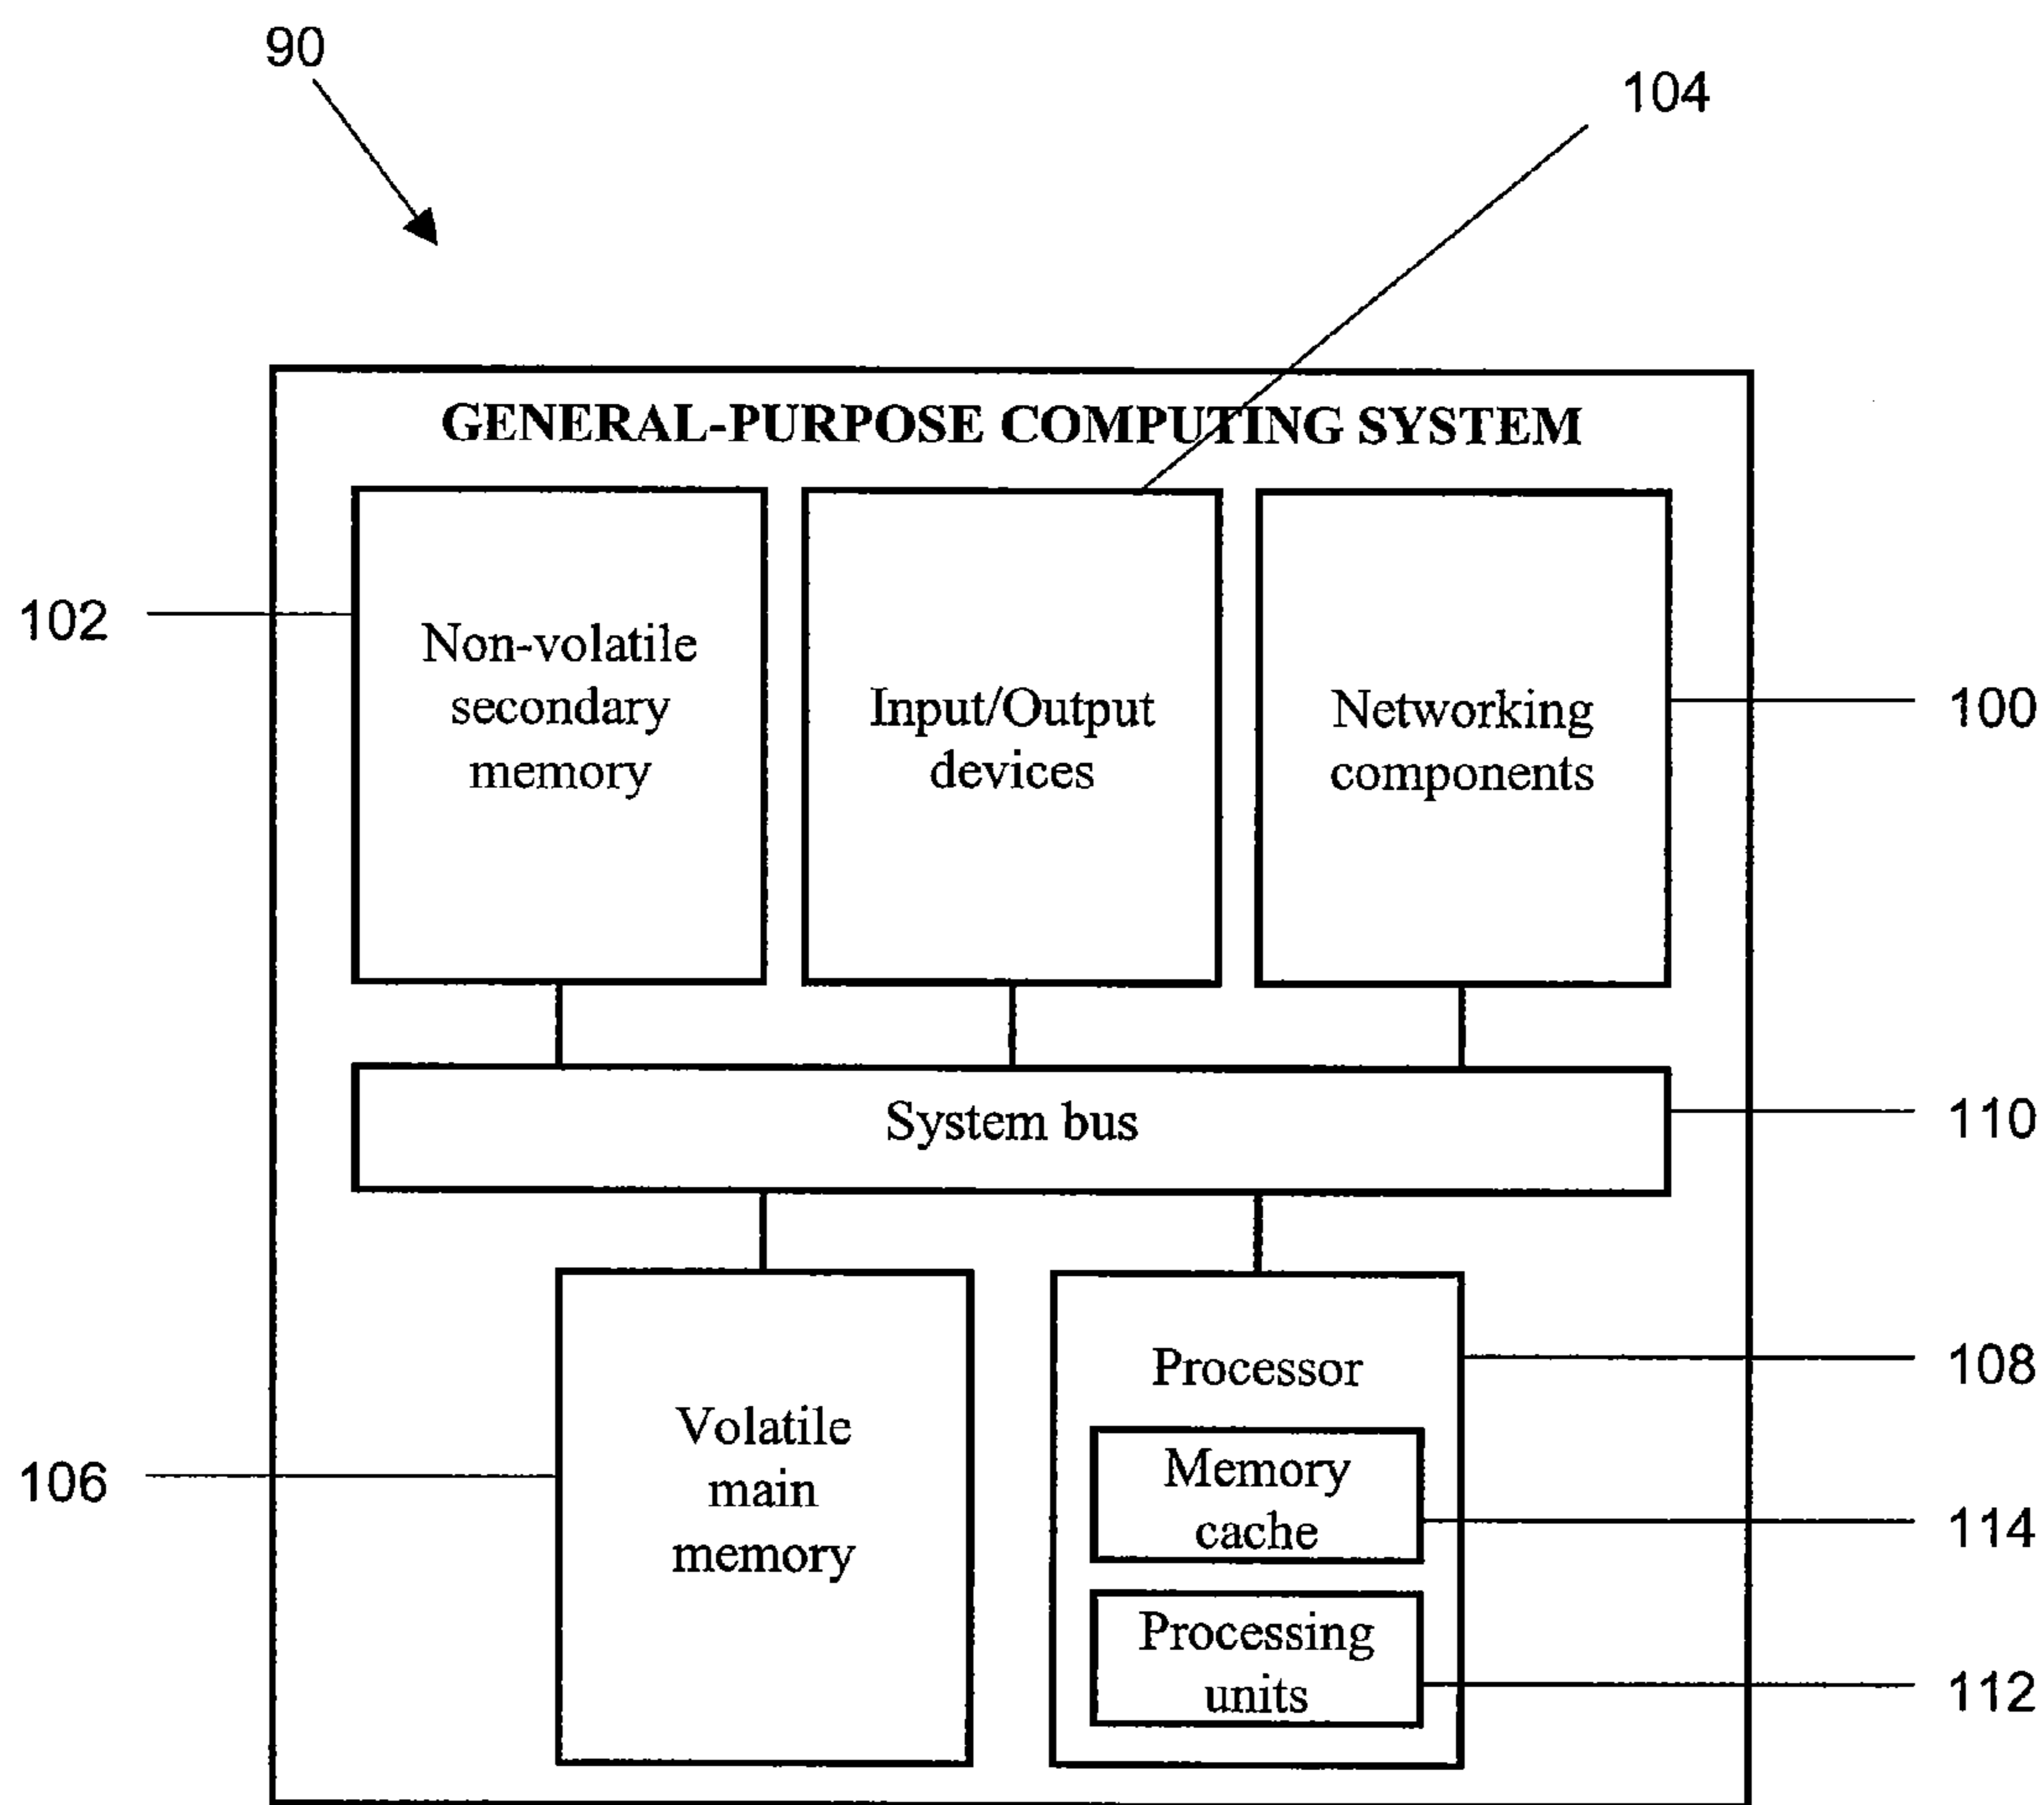 90
104
GENERAL-PURPOSE COMPUTING SYSTEM
102
Non-volatile
secondary
memory
Input/Output
devices
Networking
components
100
System bus
110
106
Volatile
main
memory
Processor
108
Memory
cache
114
Processing
units
112